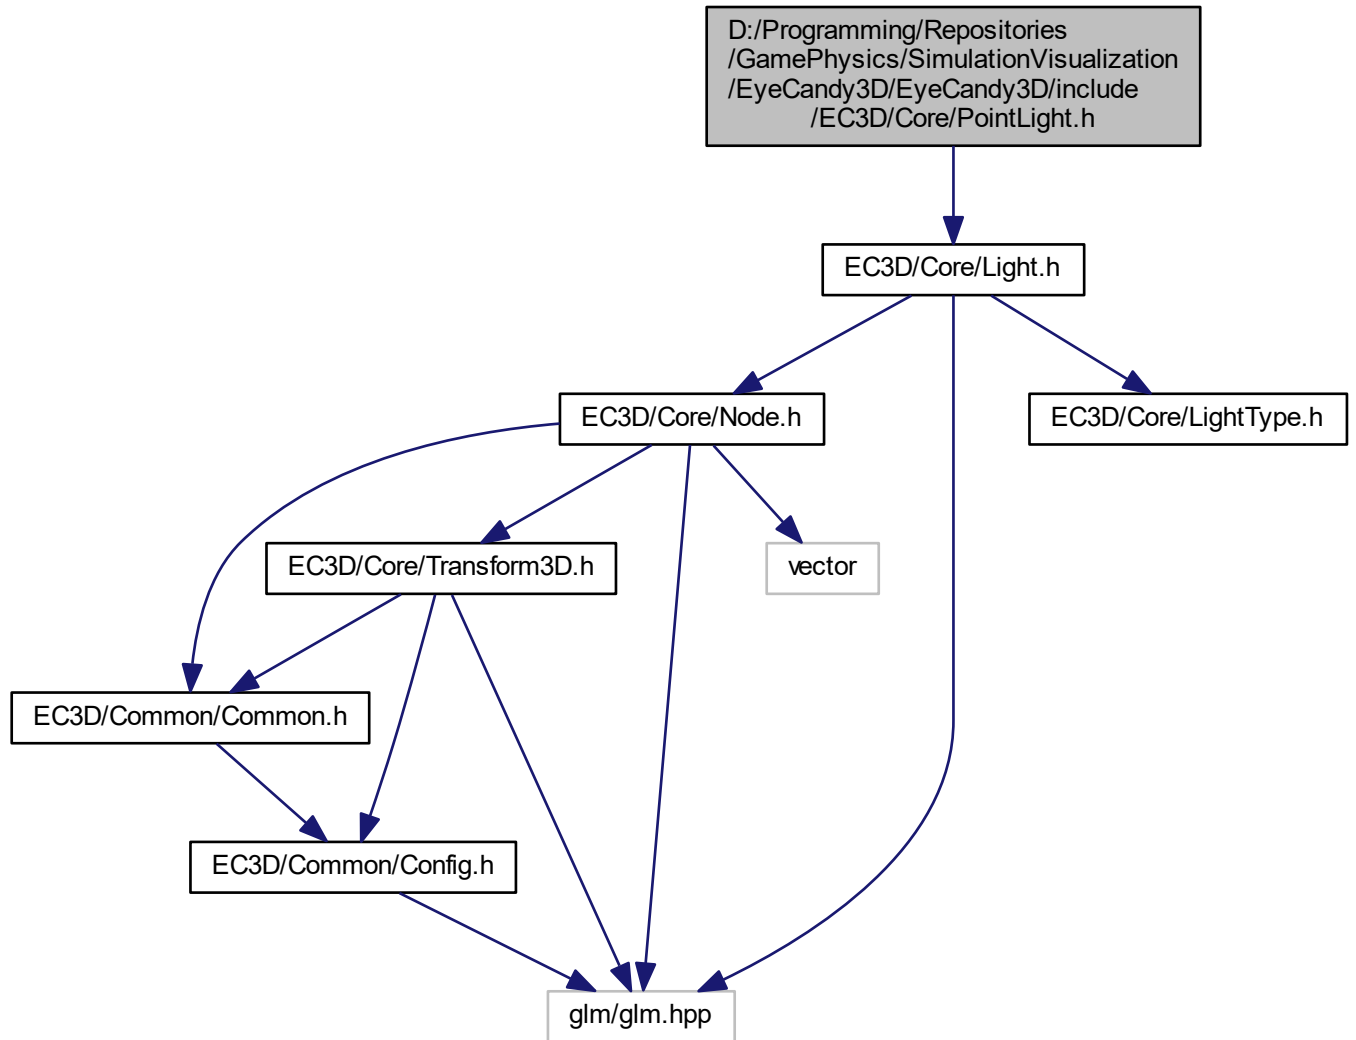 D:/Programming/Repositories
/GamePhysics/SimulationVisualization
/EyeCandy3D/EyeCandy3D/include
/EC3D/Core/PointLight.h
EC3D/Core/Light.h
EC3D/Core/Node.h
EC3D/Core/LightType.h
EC3D/Core/Transform3D.h
vector
EC3D/Common/Common.h
EC3D/Common/Config.h
glm/glm.hpp